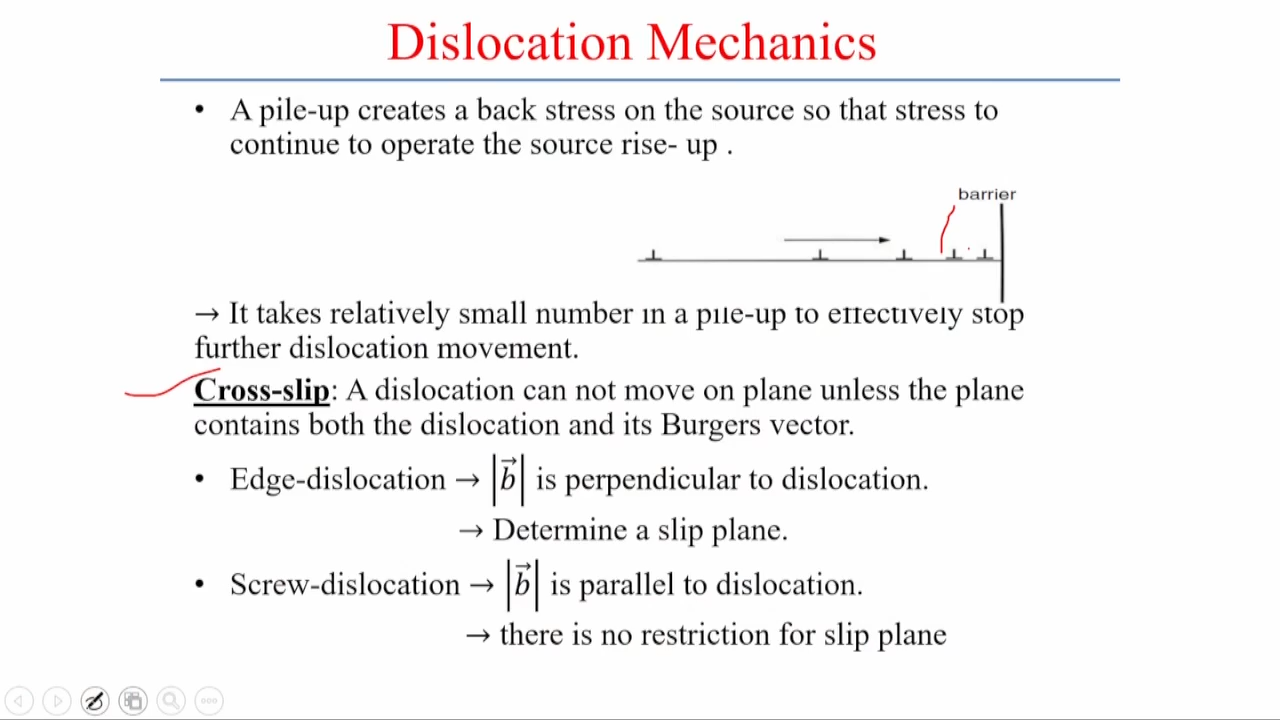 Dislocation Mechanics
• A pile-up creates a back stress on the source so that stress to
continue to operate the source rise- up .
barrier
→ It takes relatively small number in a pile-up to effectively stop
further dislocation movement.
Cross-slip: A dislocation can not move on plane unless the plane
contains both the dislocation and its Burgers vector.
• Edge-dislocation → |b⃗| is perpendicular to dislocation.
→ Determine a slip plane.
• Screw-dislocation → |b⃗| is parallel to dislocation.
→ there is no restriction for slip plane